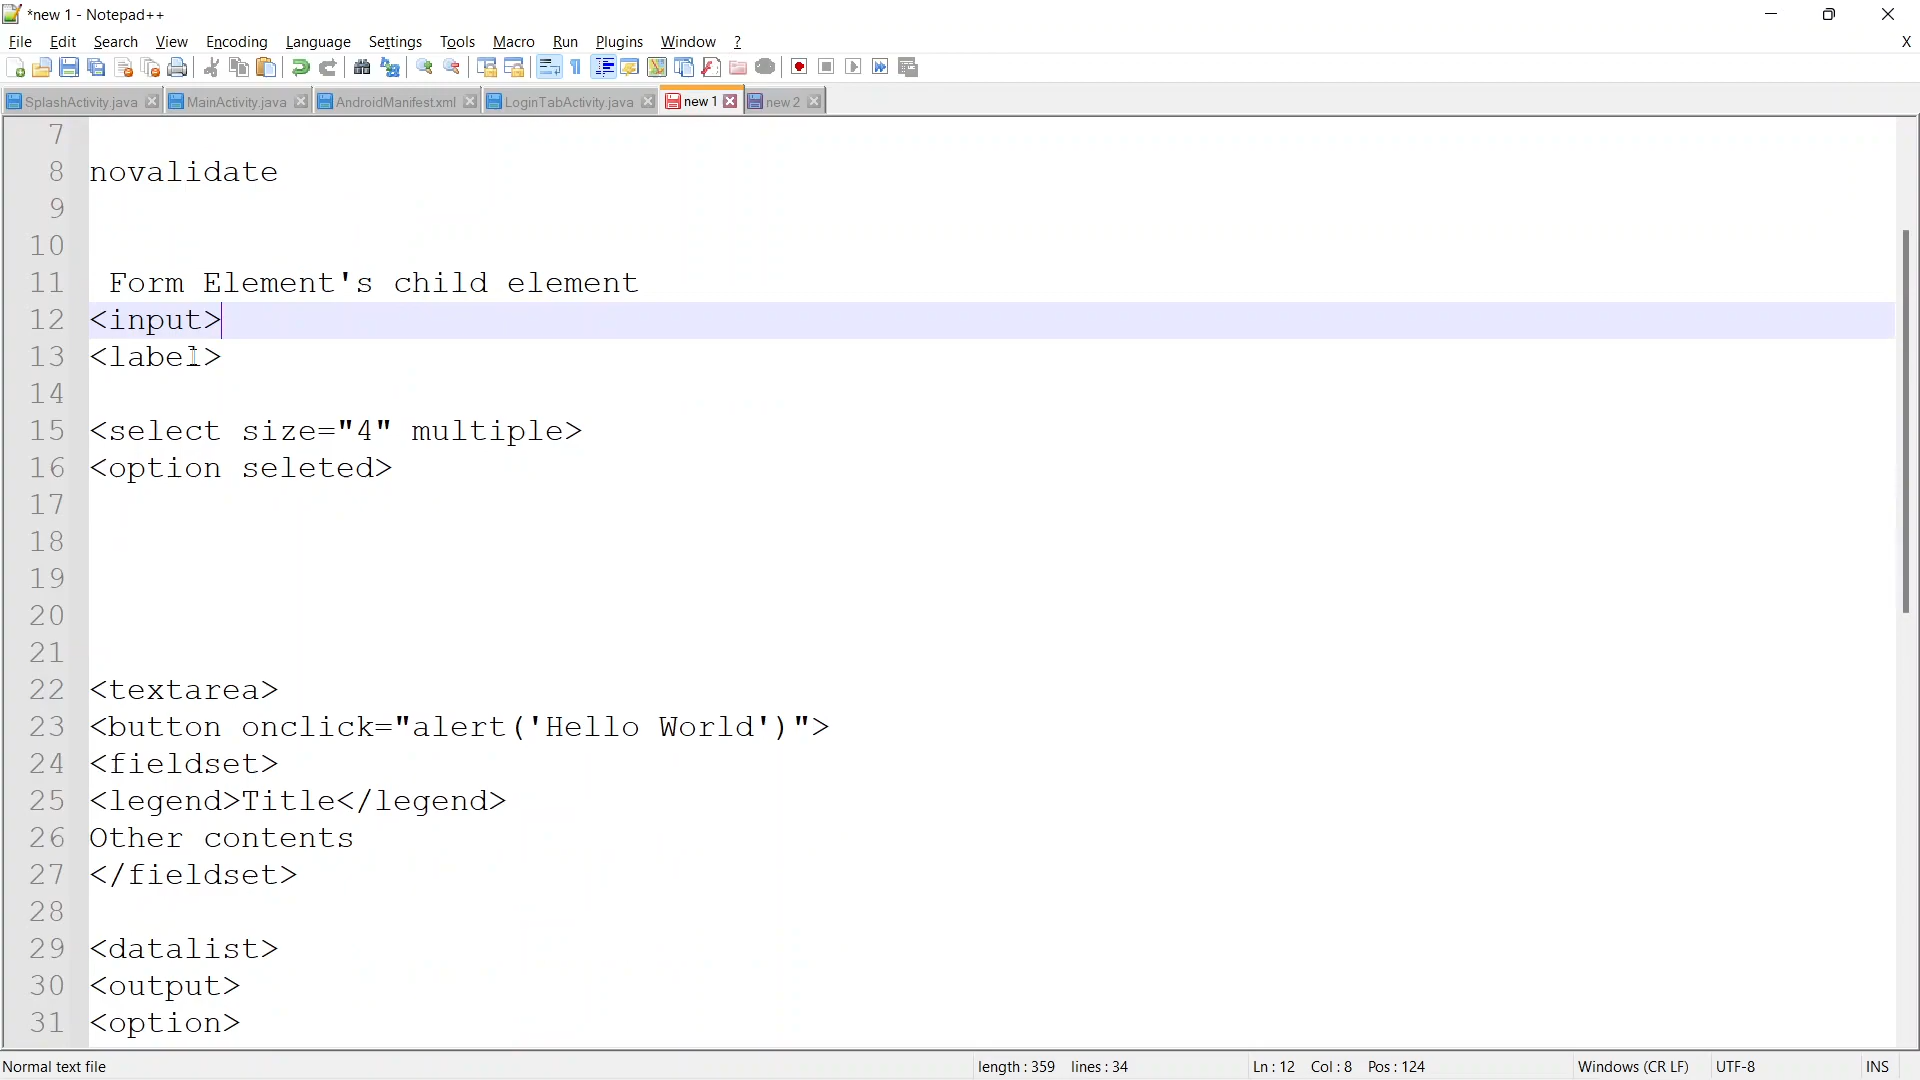 *new 1 - Notepad++
File Edit Search View Encoding Language Settings Tools Macro Run Plugins Window ? X
SplashActivity.java MainActivity.java AndroidManifest.xml LoginTabActivity.java new 1 new 2
7
8 novalidate
9
10
11 Form Element's child element
12 <input>
13 <label>
14
15 <select size="4" multiple>
16 <option seleted>
17
18
19
20
21
22 <textarea>
23 <button onclick="alert('Hello World')">
24 <fieldset>
25 <legend>Title</legend>
26 Other contents
27 </fieldset>
28
29 <datalist>
30 <output>
31 <option>
Normal text file length : 359 lines : 34 Ln : 12 Col : 8 Pos : 124 Windows (CR LF) UTF-8 INS